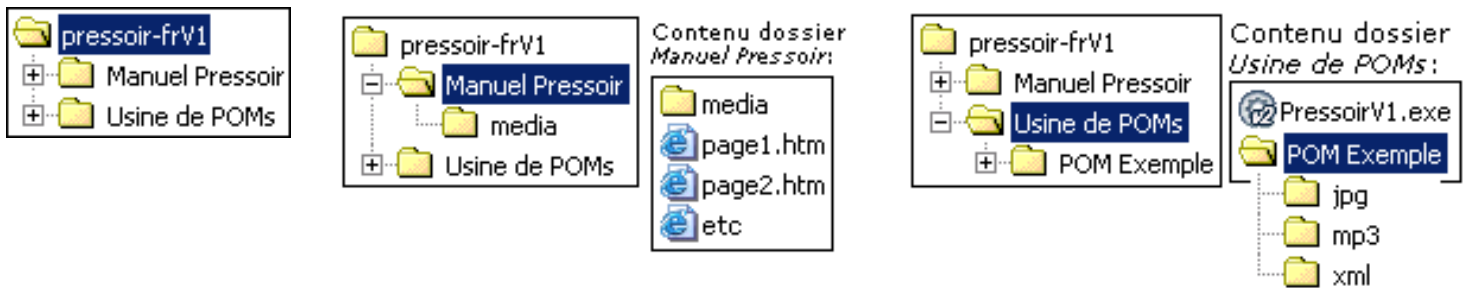 pressoir-frV1
Manuel Pressoir
Usine de POMs
pressoir-frV1
Manuel Pressoir
media
Usine de POMs
Contenu dossier
Manuel Pressoir:
media
page1.htm
page2.htm
etc
pressoir-frV1
Manuel Pressoir
Usine de POMs
POM Exemple
Contenu dossier
Usine de POMs:
PressoirV1.exe
POM Exemple
jpg
mp3
xml